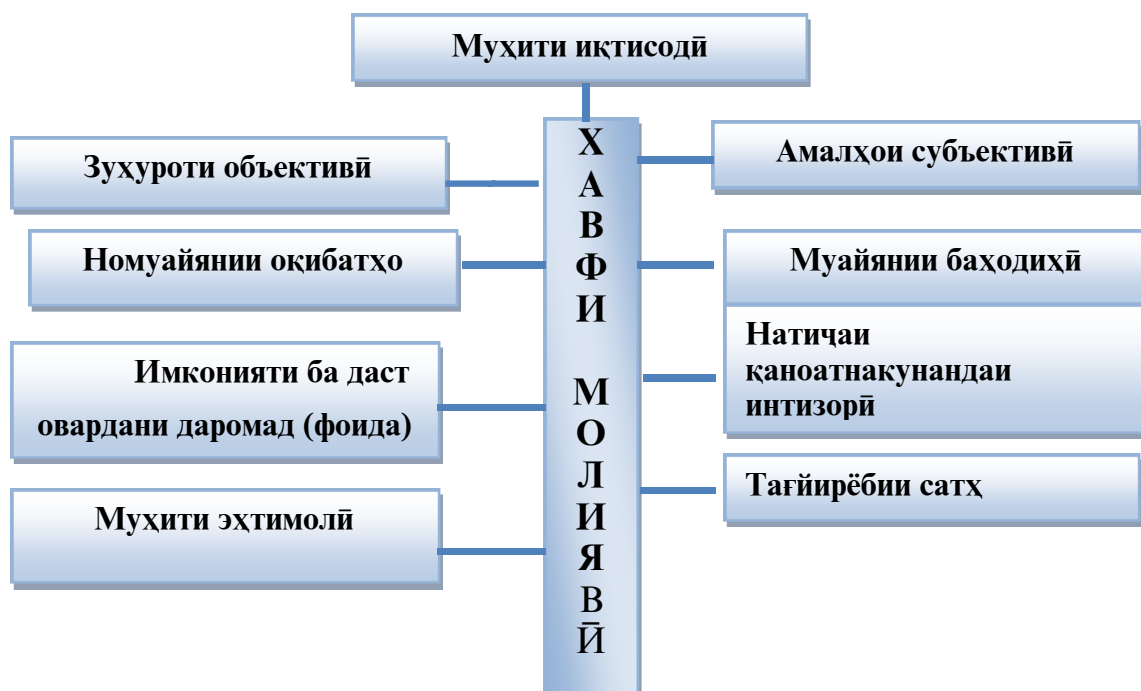 Муҳити иқтисодӣ
Зуҳуроти объективӣ
Номуайянии оқибатҳо
Имконияти ба даст
овардани даромад (фоида)
Муҳити эҳтимолӣ
ХАВФИ МОЛИЯВӢ
Амалҳои субъективӣ
Муайянии баҳодиҳӣ
Натиҷаи
қаноатнакунандаи
интизорӣ
Тағйирёбии сатҳ